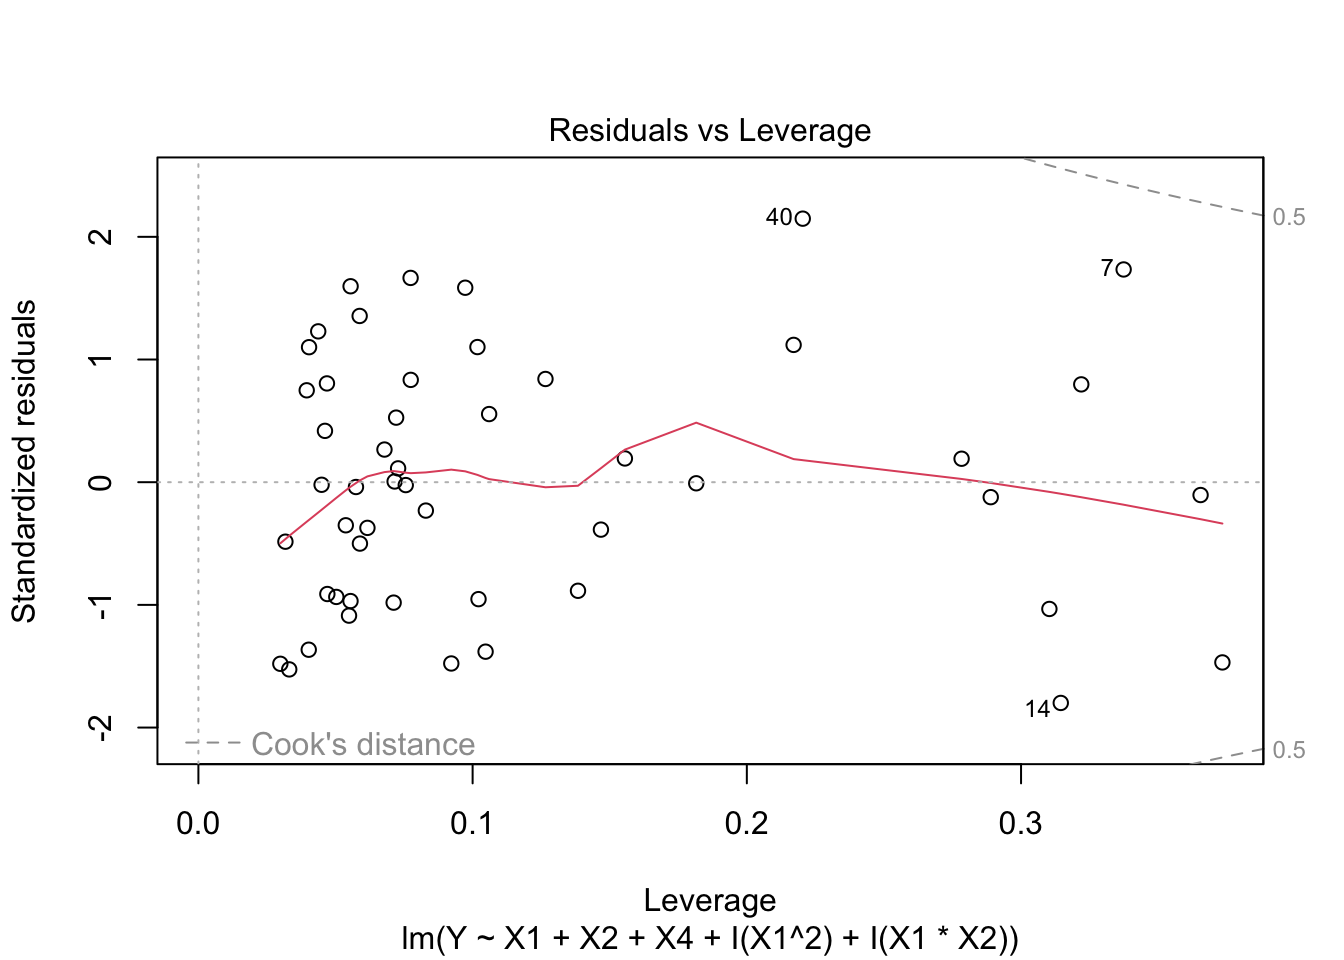 Residuals vs Leverage
Standardized residuals
2
1
0
-1
-2
40
7
14
0.5
0.5
Cook's distance
0.0 0.1 0.2 0.3
Leverage
lm(Y ~ X1 + X2 + X4 + I(X1^2) + I(X1 * X2))